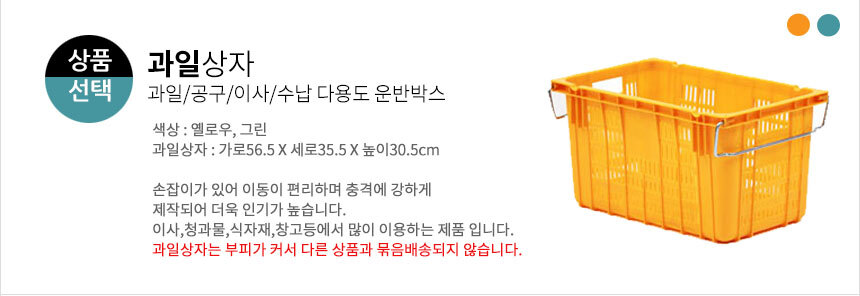 상품
선택
과일상자
과일/공구/이사/수납 다용도 운반박스
색상 : 옐로우, 그린
과일상자 : 가로56.5 X 세로35.5 X 높이30.5cm
손잡이가 있어 이동이 편리하며 충격에 강하게
제작되어 더욱 인기가 높습니다.
이사,청과물,식자재,창고등에서 많이 이용하는 제품 입니다.
과일상자는 부피가 커서 다른 상품과 묶음배송되지 않습니다.